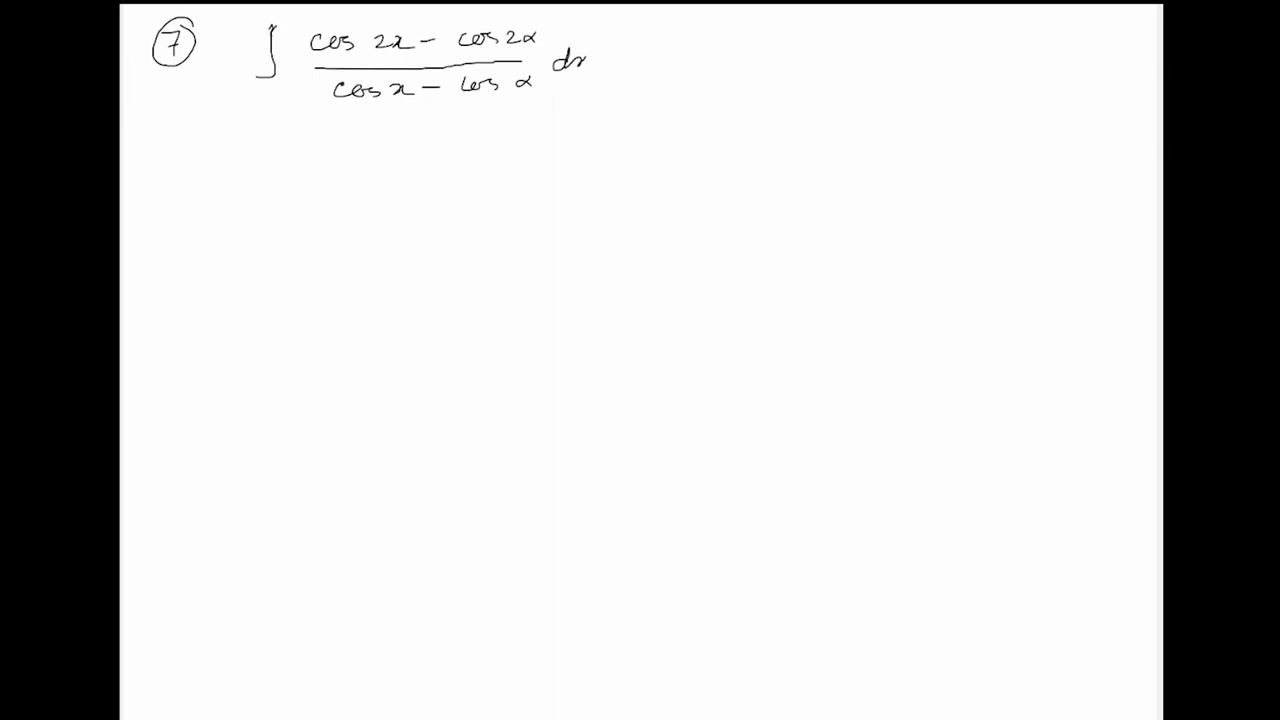 ⑦ ∫ (cos 2x - cos 2α)/(cos x - cos α) dx